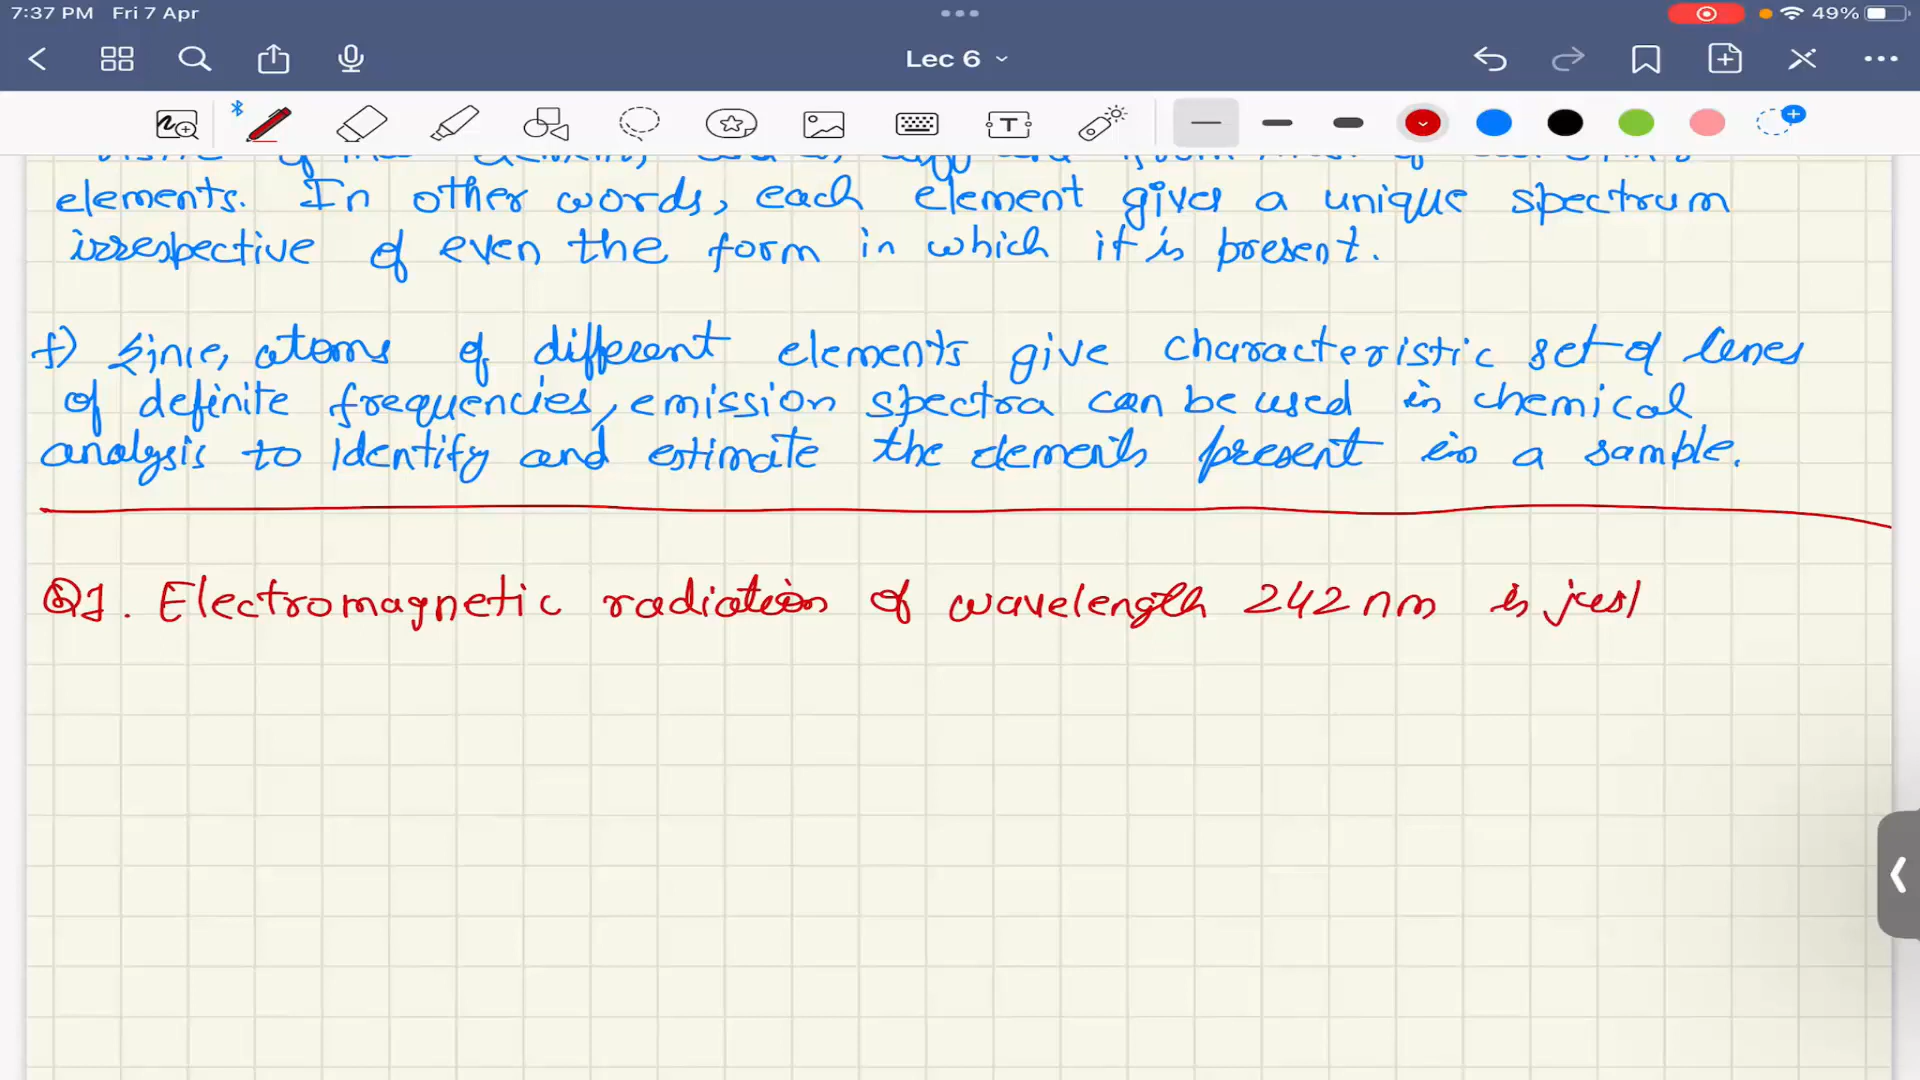 7:37 PM Fri 7 Apr
49%
Lec 6
elements. In other words, each element gives a unique spectrum
irrespective of even the form in which it is present.
f) Since, atoms of different elements give characteristic set of lines
of definite frequencies, emission spectra can be used in chemical
analysis to identify and estimate the elements present in a sample.
Q1. Electromagnetic radiation of wavelength 242 nm is just